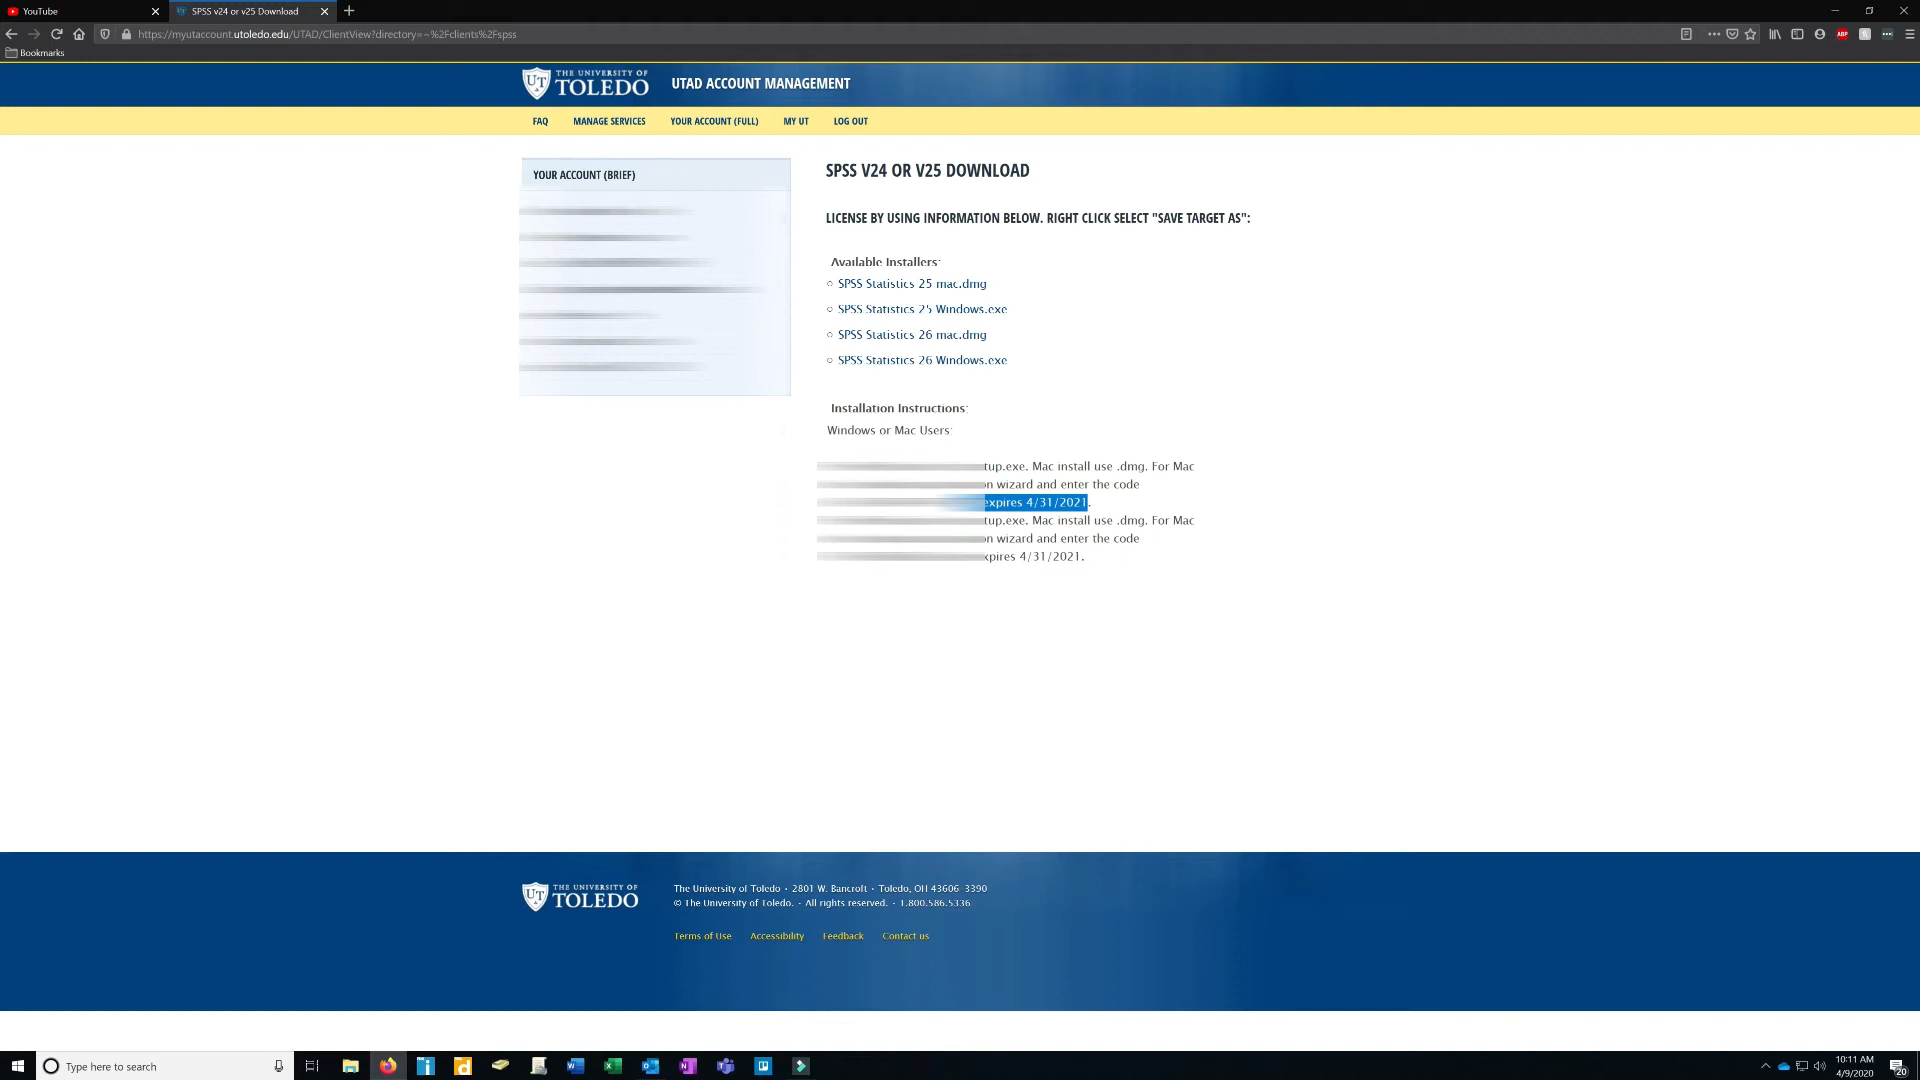 YouTube
SPSS v24 or v25 Download
https://myutaccount.utoledo.edu/UTAD/ClientView?directory=~%2Fclients%2Fspss
ABP
Bookmarks
UT THE UNIVERSITY OF TOLEDO
UTAD ACCOUNT MANAGEMENT
FAQ MANAGE SERVICES YOUR ACCOUNT (FULL) MY UT LOG OUT
YOUR ACCOUNT (BRIEF)
SPSS V24 OR V25 DOWNLOAD
LICENSE BY USING INFORMATION BELOW. RIGHT CLICK SELECT "SAVE TARGET AS":
Available Installers:
SPSS Statistics 25 mac.dmg
SPSS Statistics 25 Windows.exe
SPSS Statistics 26 mac.dmg
SPSS Statistics 26 Windows.exe
Installation Instructions:
Windows or Mac Users:
tup.exe. Mac install use .dmg. For Mac
n wizard and enter the code
expires 4/31/2021.
tup.exe. Mac install use .dmg. For Mac
n wizard and enter the code
xpires 4/31/2021.
UT THE UNIVERSITY OF TOLEDO
The University of Toledo • 2801 W. Bancroft • Toledo, OH 43606-3390
© The University of Toledo. • All rights reserved. • 1.800.586.5336
Terms of Use Accessibility Feedback Contact us
Type here to search
10:11 AM
4/9/2020
20